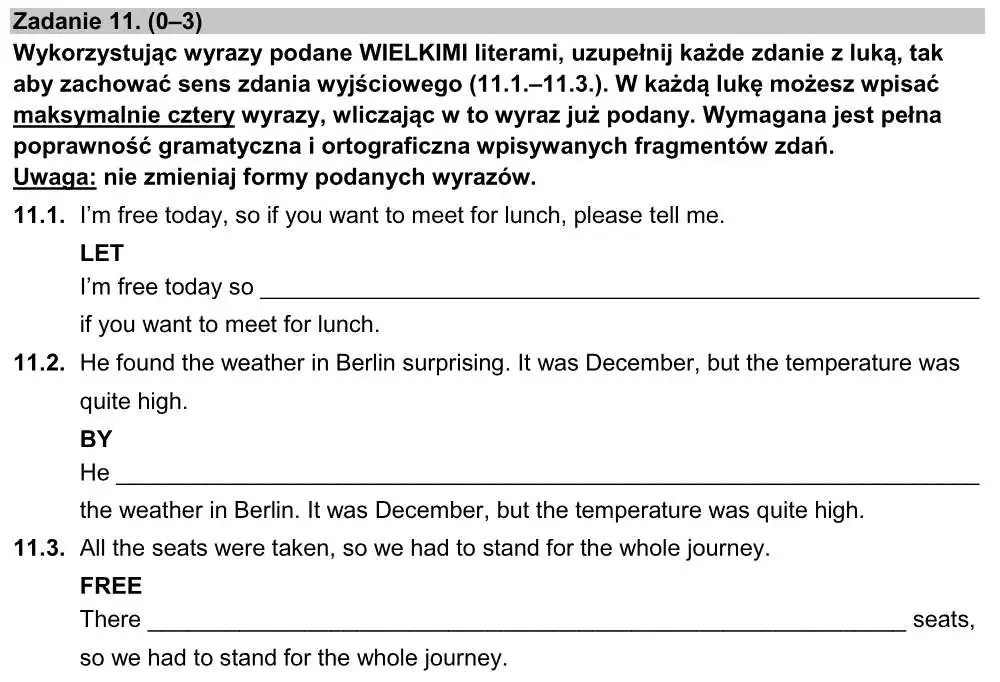 Zadanie 11. (0–3)
Wykorzystując wyrazy podane WIELKIMI literami, uzupełnij każde zdanie z luką, tak
aby zachować sens zdania wyjściowego (11.1.–11.3.). W każdą lukę możesz wpisać
maksymalnie cztery wyrazy, wliczając w to wyraz już podany. Wymagana jest pełna
poprawność gramatyczna i ortograficzna wpisywanych fragmentów zdań.
Uwaga: nie zmieniaj formy podanych wyrazów.
11.1. I’m free today, so if you want to meet for lunch, please tell me.
LET
I’m free today so ______________________________
if you want to meet for lunch.
11.2. He found the weather in Berlin surprising. It was December, but the temperature was
quite high.
BY
He ______________________________
the weather in Berlin. It was December, but the temperature was quite high.
11.3. All the seats were taken, so we had to stand for the whole journey.
FREE
There ______________________________ seats,
so we had to stand for the whole journey.